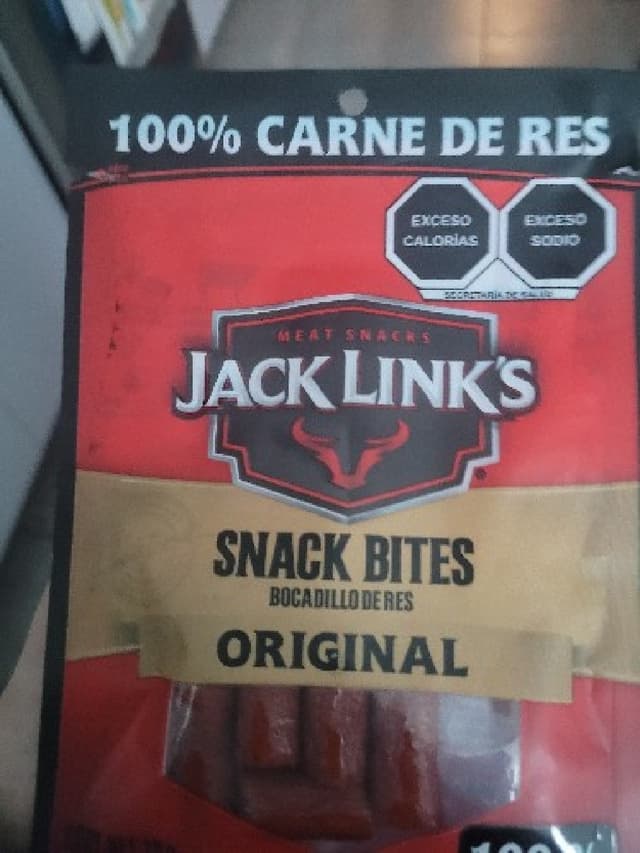 100% CARNE DE RES
EXCESO
CALORÍAS
EXCESO
SODIO
SECRETARÍA DE SALUD
MEAT SNACKS
JACK LINK'S
SNACK BITES
BOCADILLO DE RES
ORIGINAL